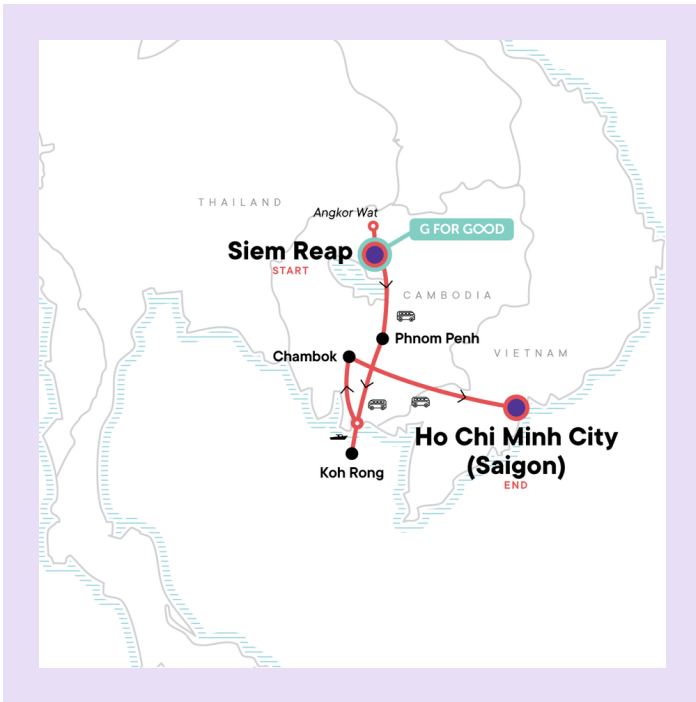 THAILAND
Angkor Wat
G FOR GOOD
Siem Reap
START
CAMBODIA
Phnom Penh
Chambok
VIETNAM
Ho Chi Minh City
(Saigon)
END
Koh Rong